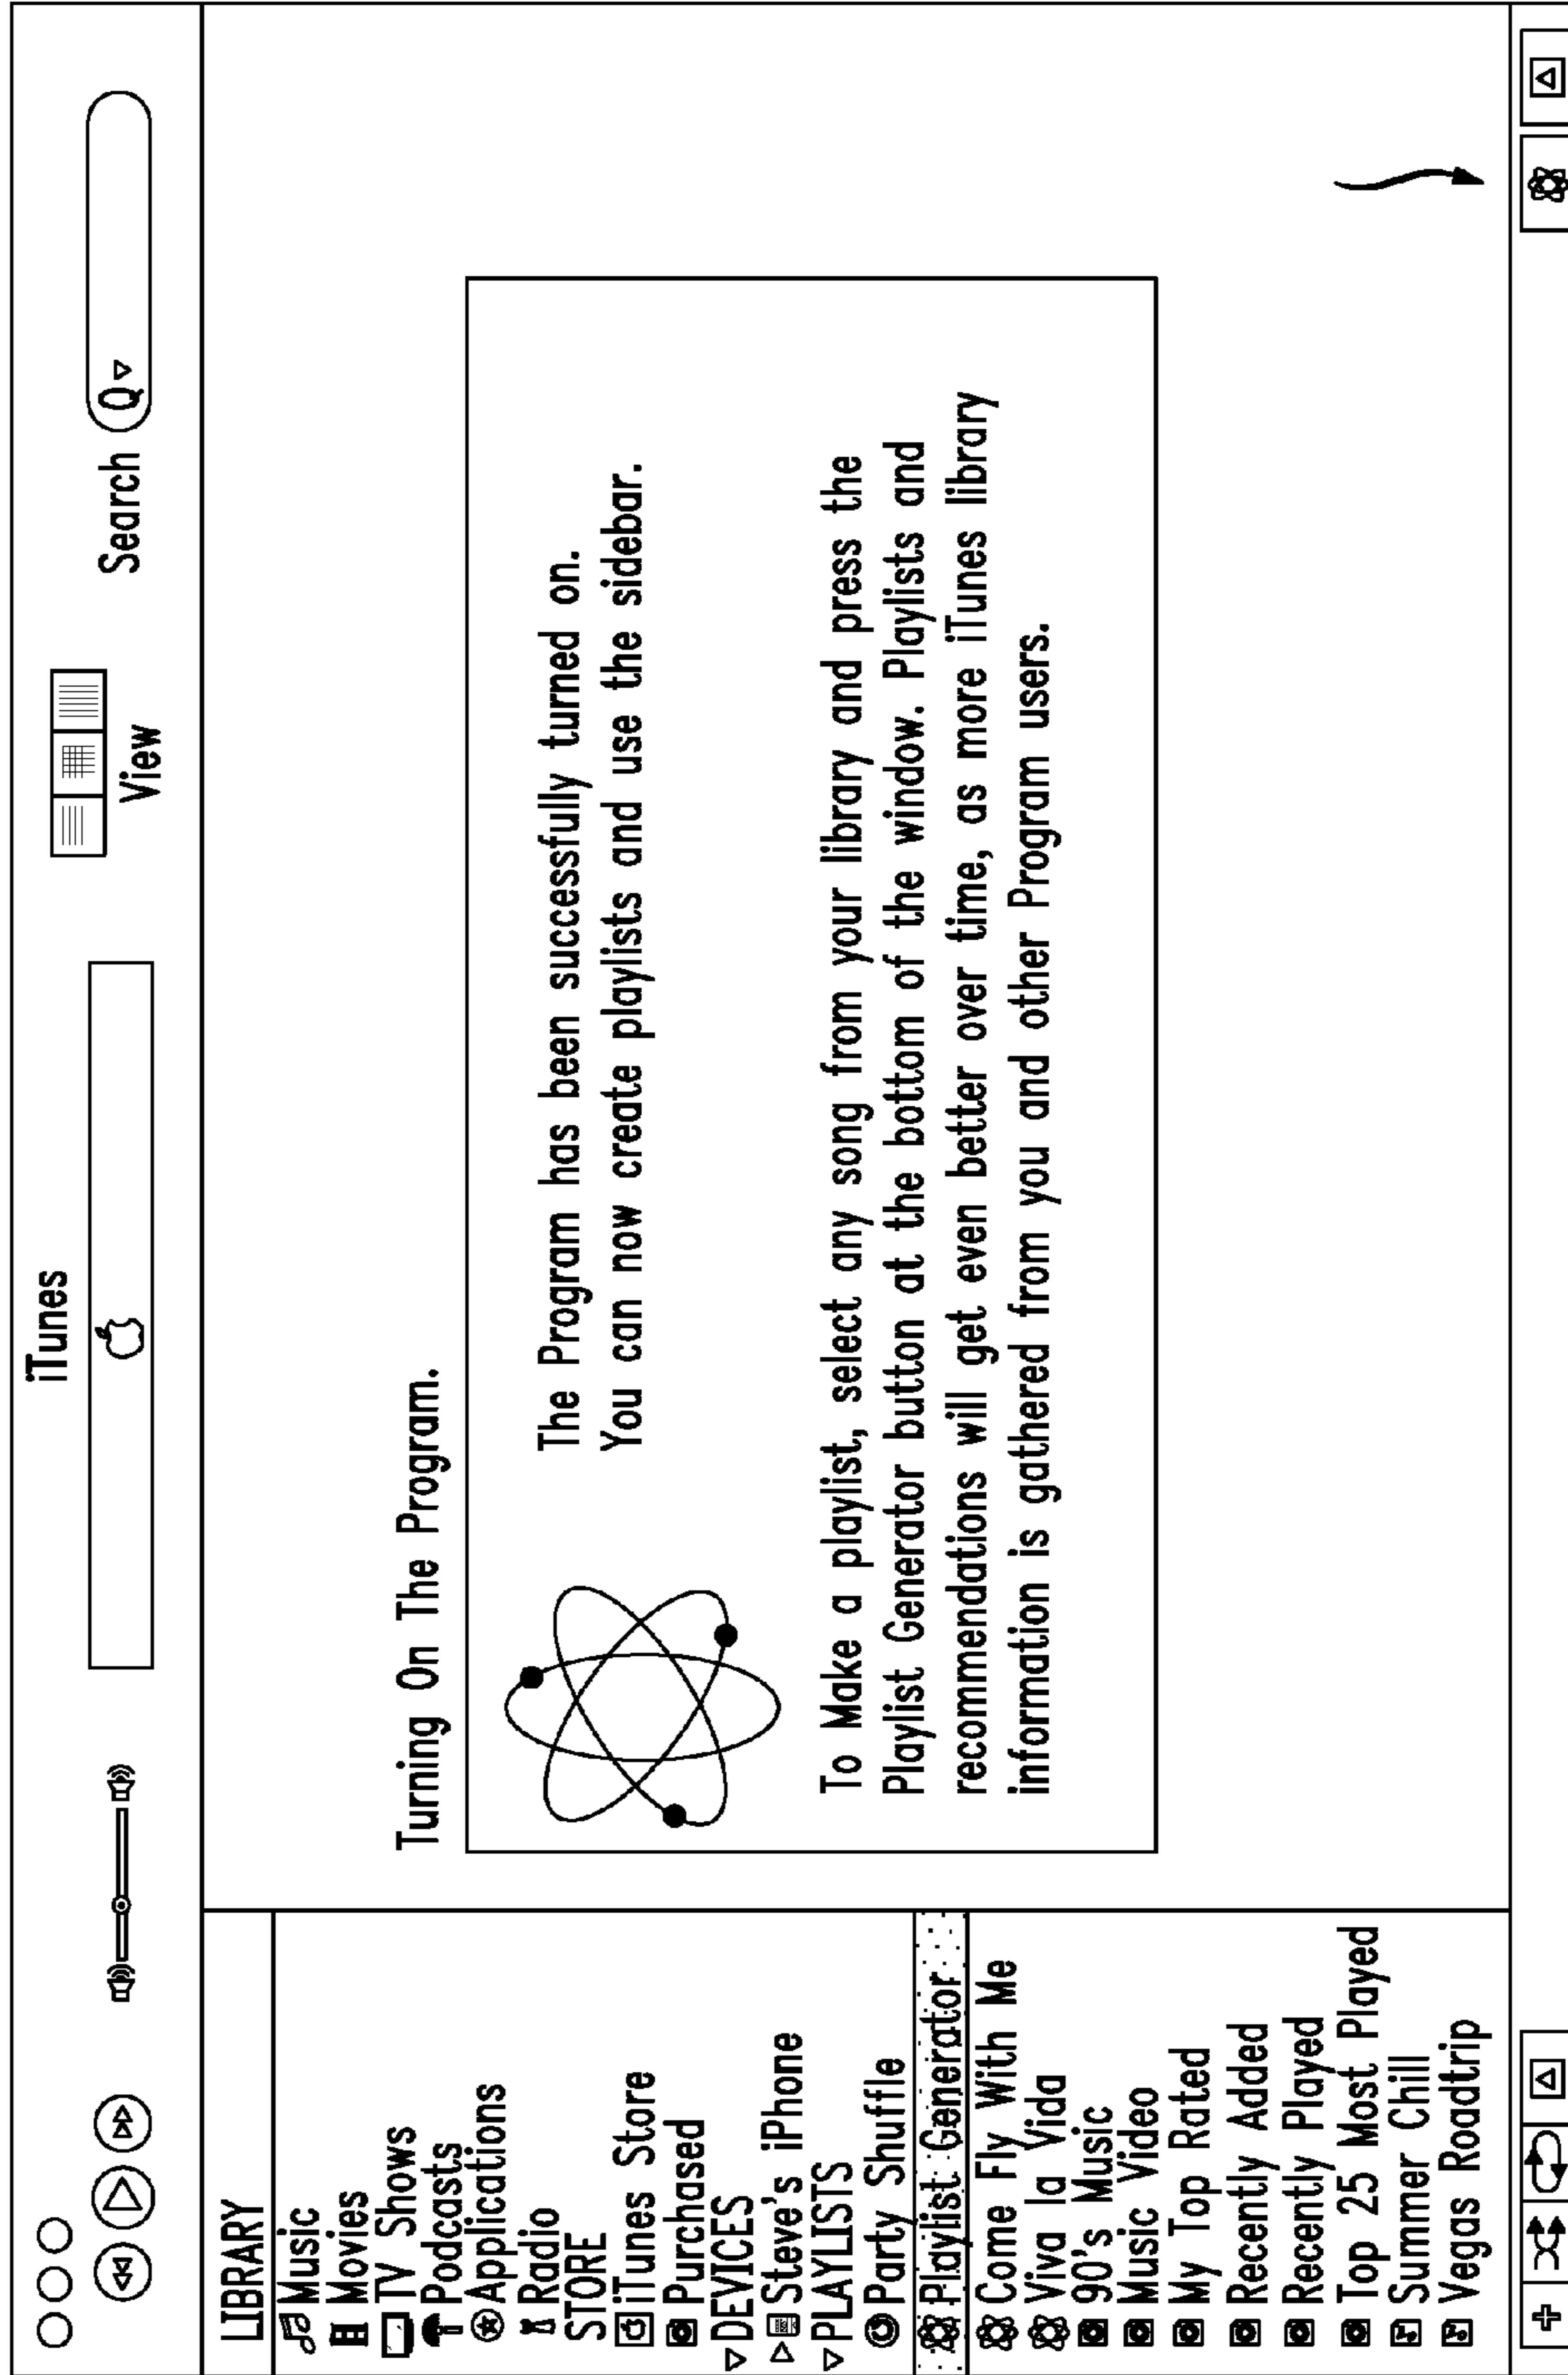 iTunes
View
Search
LIBRARY
Music
Movies
TV Shows
Podcasts
Applications
Radio
STORE
iTunes Store
Purchased
DEVICES
Steve's iPhone
PLAYLISTS
Party Shuffle
Playlist Generator
Come Fly With Me
Viva la Vida
90's Music
Music Video
My Top Rated
Recently Added
Recently Played
Top 25 Most Played
Summer Chill
Vegas Roadtrip
Turning On The Program.
The Program has been successfully turned on.
You can now create playlists and use the sidebar.
To Make a playlist, select any song from your library and press the
Playlist Generator button at the bottom of the window. Playlists and
recommendations will get even better over time, as more iTunes library
information is gathered from you and other Program users.